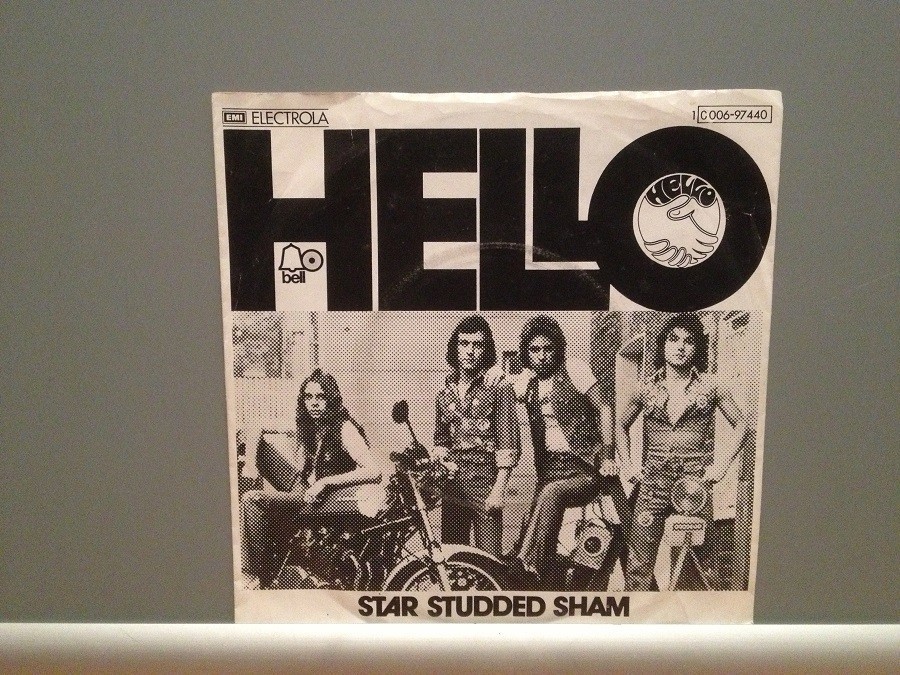 EMI ELECTROLA
1C 006-97440
HELLO
HELLO
bell
STAR STUDDED SHAM